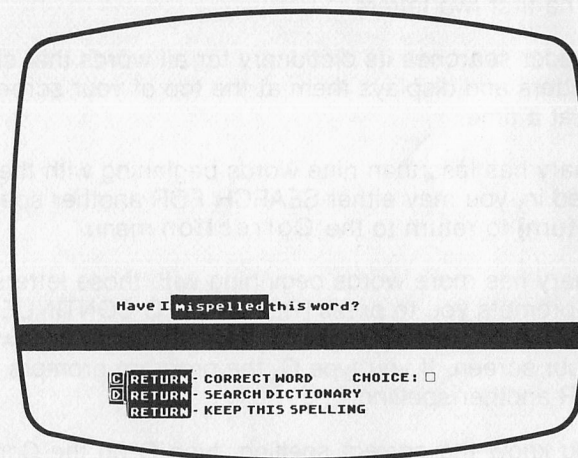 Have I mispelled this word?
C RETURN - CORRECT WORD CHOICE: □
D RETURN - SEARCH DICTIONARY
RETURN - KEEP THIS SPELLING